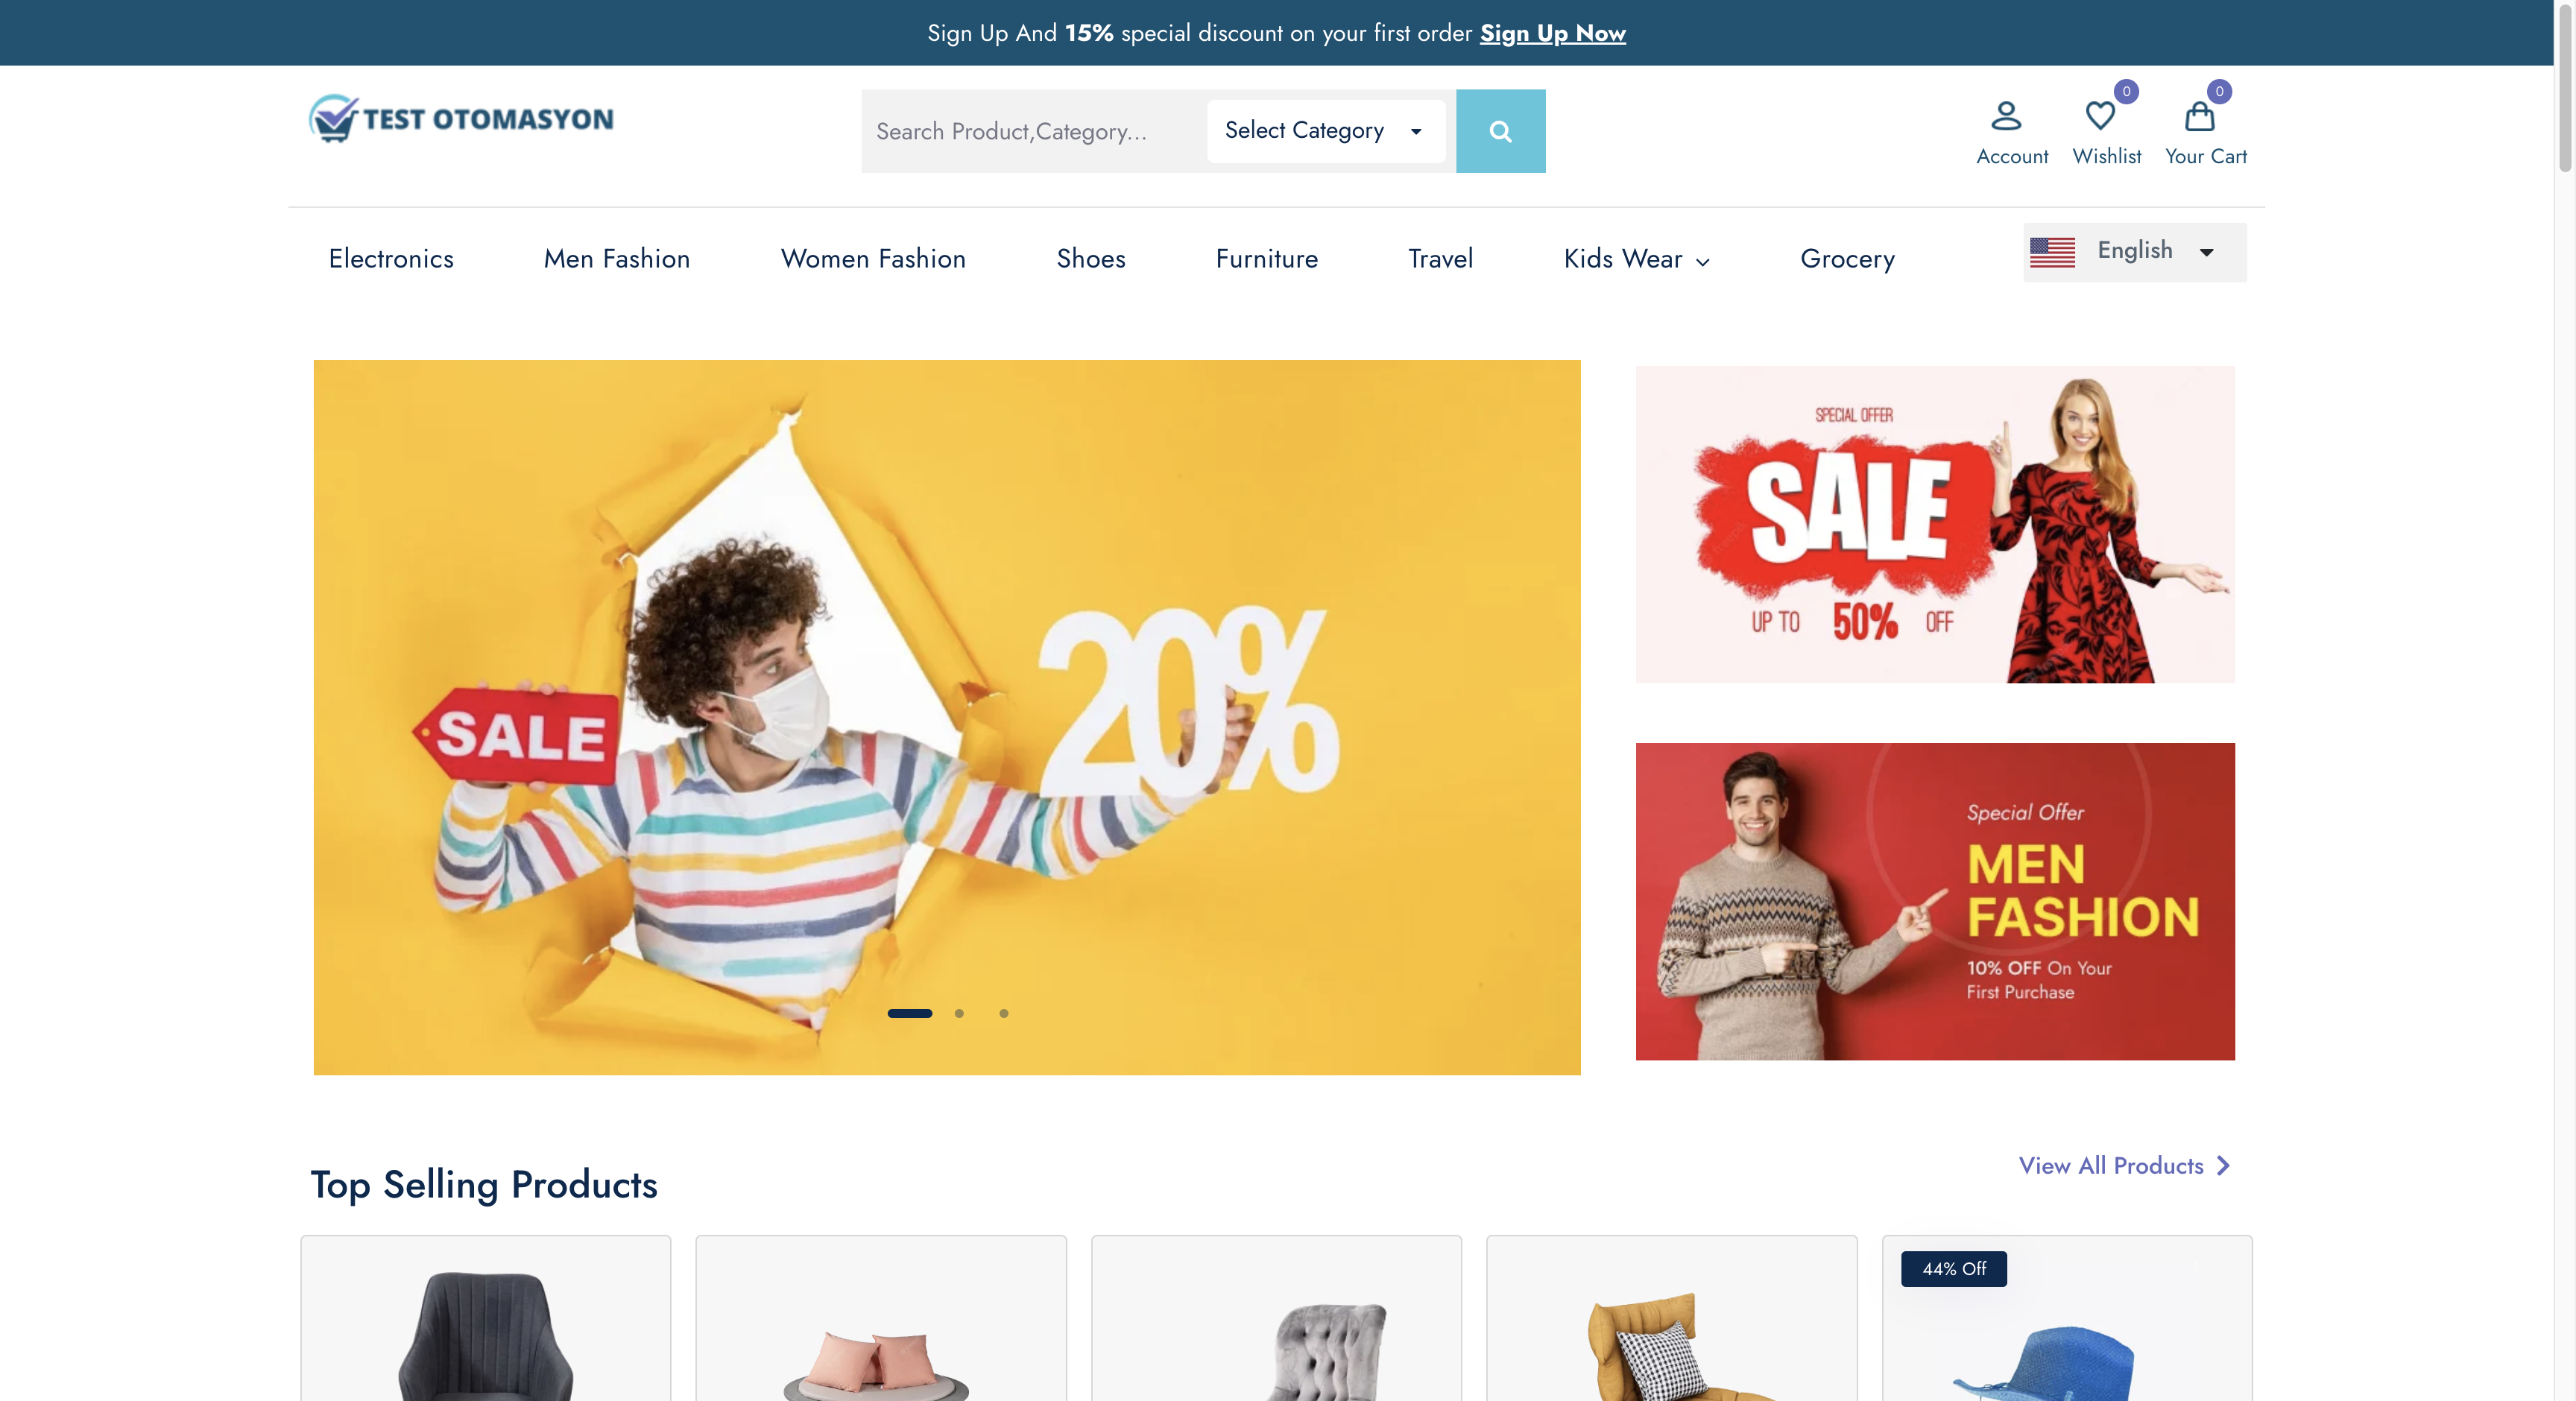 Sign Up And 15% special discount on your first order Sign Up Now
TEST OTOMASYON
Search Product,Category...
Select Category
0
0
Account
Wishlist
Your Cart
Electronics
Men Fashion
Women Fashion
Shoes
Furniture
Travel
Kids Wear
Grocery
English
SALE
20%
SPECIAL OFFER
SALE
UP TO 50% OFF
Special Offer
MEN
FASHION
10% OFF On Your
First Purchase
Top Selling Products
View All Products
44% Off